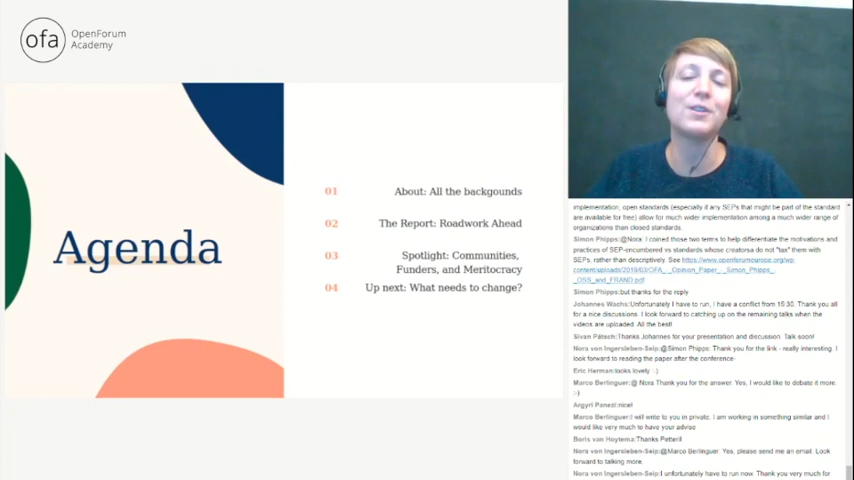 ofa
OpenForum
Academy
Agenda
01 About: All the backgounds
02 The Report: Roadwork Ahead
03 Spotlight: Communities,
Funders, and Meritocracy
04 Up next: What needs to change?
implementation, open standards (especially if any SEPs that might be part of the standard
are available for free) allow for much wider implementation among a much wider range of
organizations than closed standards.
Simon Phipps:@Nora: I coined those two terms to help differentiate the motivations and
practices of SEP-encumbered vs standards whose creatorsa do not "tax" them with
SEPs, rather than descriptively. See https://www.openforumeurope.org/wp-
content/uploads/2019/03/OFA_-_Opinion_Paper_-_Simon_Phipps_-
_OSS_and_FRAND.pdf
Simon Phipps:but thanks for the reply
Johannes Wachs:Unfortunately I have to run, I have a conflict from 15:30. Thank you all
for a nice discussions. I look forward to catching up on the remaining talks when the
videos are uploaded. All the best!
Sivan Pätsch:Thanks Johannes for your presentation and discussion. Talk soon!
Nora von Ingersleben-Seip:@Simon Phipps: Thank you for the link - really interesting. I
look forward to reading the paper after the conference-
Eric Herman:looks lovely :-)
Marco Berlinguer:@ Nora Thank you for the answer. Yes, I would like to debate it more.
:-)
Argyri Panezi:nice!
Marco Berlinguer:I will write to you in private. I am working in something similar and I
would like very much to have your advise
Boris van Hoytema:Thanks Petteri!
Nora von Ingersleben-Seip:@Marco Berlinguer: Yes, please send me an email. Look
forward to talking more.
Nora von Ingersleben-Seip:I unfortunately have to run now. Thank you very much for